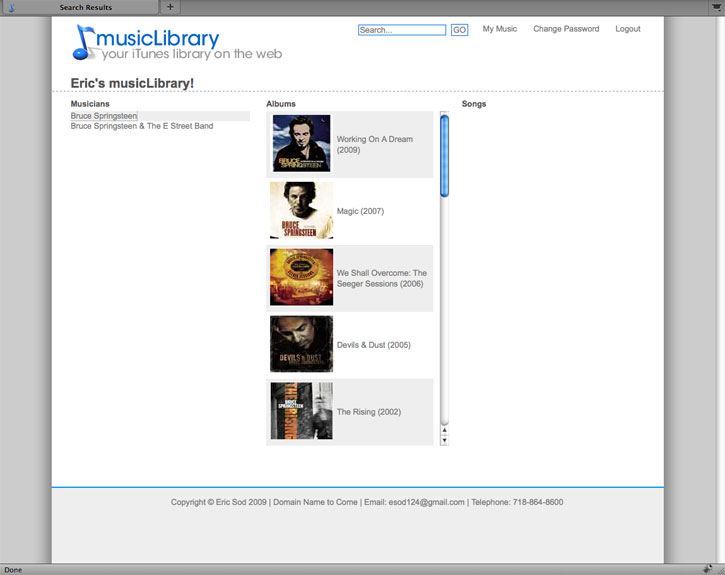 Search Results
musicLibrary
your iTunes library on the web
Search...
GO
My Music
Change Password
Logout
Eric's musicLibrary!
Musicians
Bruce Springsteen
Bruce Springsteen & The E Street Band
Albums
BRUCE
SPRINGSTEEN
Working On A Dream
(2009)
BRUCE
SPRINGSTEEN
Magic (2007)
We Shall Overcome: The
Seeger Sessions (2006)
DEVILS & DUST
Devils & Dust (2005)
BRUCE
SPRINGSTEEN
THE RISING
The Rising (2002)
Songs
Copyright © Eric Sod 2009 | Domain Name to Come | Email: esod124@gmail.com | Telephone: 718-864-8600
Done